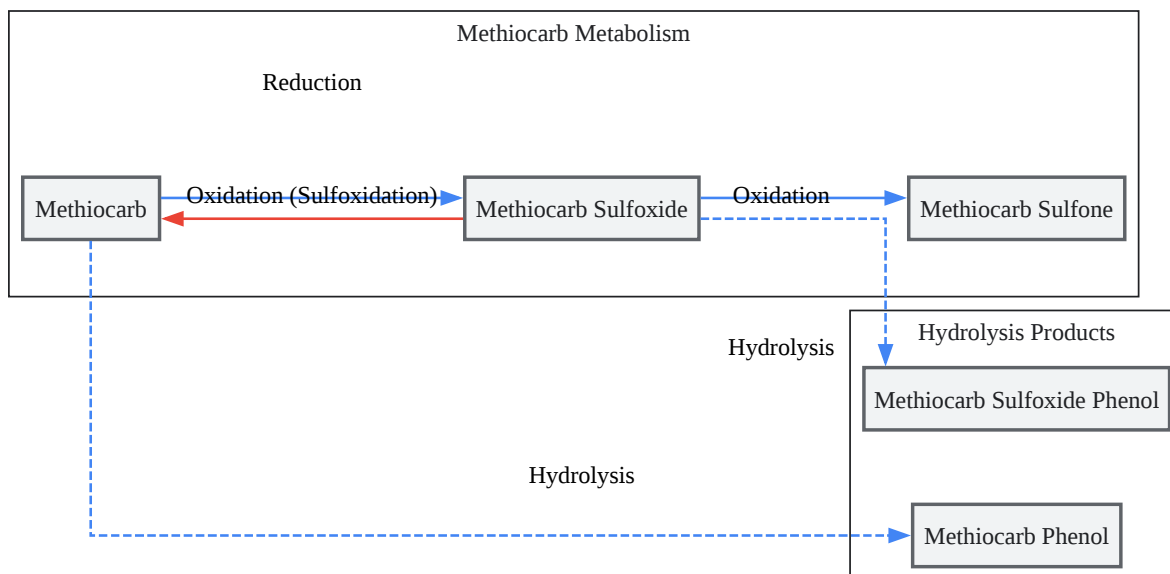 Methiocarb Metabolism
Reduction
Methiocarb
Oxidation (Sulfoxidation)
Methiocarb Sulfoxide
Oxidation
Methiocarb Sulfone
Hydrolysis
Hydrolysis Products
Methiocarb Sulfoxide Phenol
Hydrolysis
Methiocarb Phenol